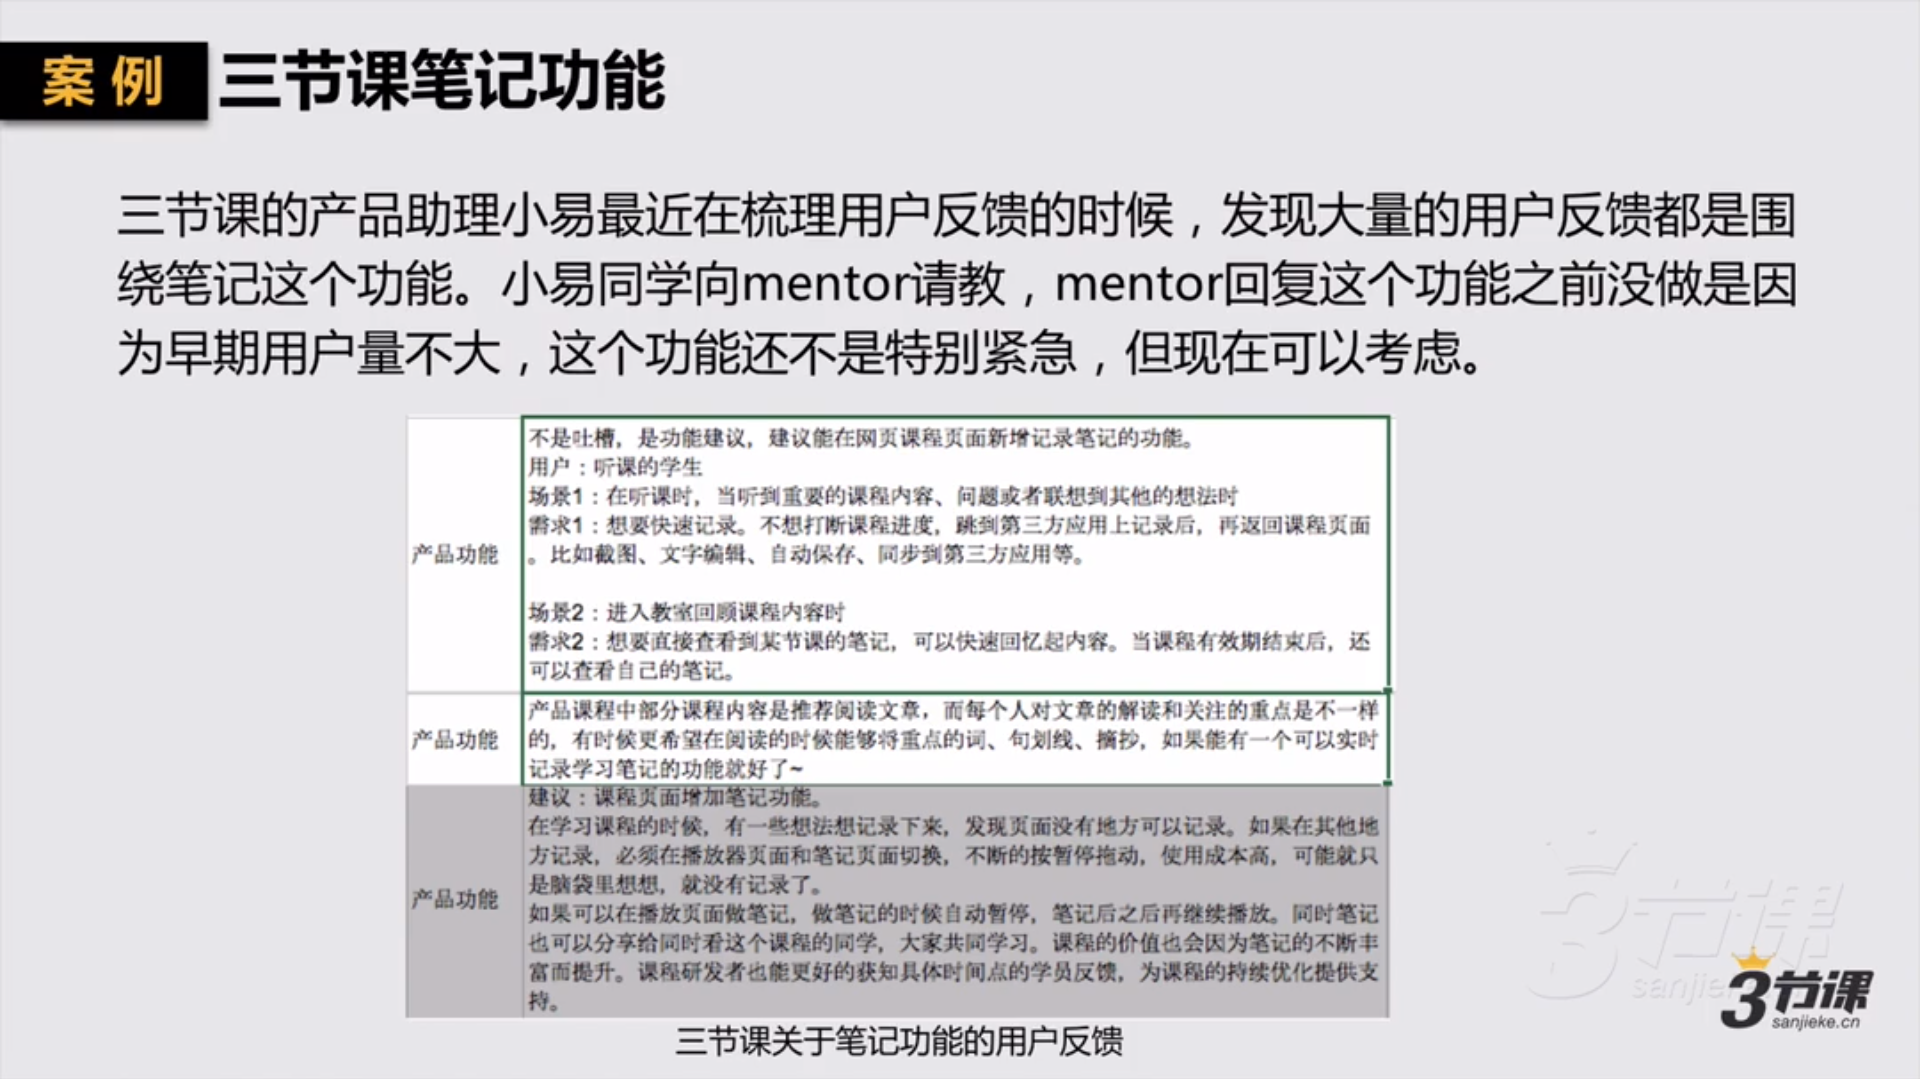 案例 三节课笔记功能
三节课的产品助理小易最近在梳理用户反馈的时候，发现大量的用户反馈都是围
绕笔记这个功能。小易同学向mentor请教，mentor回复这个功能之前没做是因
为早期用户量不大，这个功能还不是特别紧急，但现在可以考虑。
产品功能
不是吐槽，是功能建议，建议能在网页课程页面新增记录笔记的功能。
用户：听课的学生
场景1：在听课时，当听到重要的课程内容、问题或者联想到其他的想法时
需求1：想要快速记录。不想打断课程进度，跳到第三方应用上记录后，再返回课程页面
。比如截图、文字编辑、自动保存、同步到第三方应用等。
场景2：进入教室回顾课程内容时
需求2：想要直接查看到某节课的笔记，可以快速回忆起内容。当课程有效期结束后，还
可以查看自己的笔记。
产品功能
产品课程中部分课程内容是推荐阅读文章，而每个人对文章的解读和关注的重点是不一样
的，有时候更希望在阅读的时候能够将重点的词、句划线、摘抄，如果能有一个可以实时
记录学习笔记的功能就好了~
产品功能
建议：课程页面增加笔记功能。
在学习课程的时候，有一些想法想记录下来，发现页面没有地方可以记录。如果在其他地
方记录，必须在播放器页面和笔记页面切换，不断的按暂停拖动，使用成本高，可能就只
是脑袋里想想，就没有记录了。
如果可以在播放页面做笔记，做笔记的时候自动暂停，笔记后之后再继续播放。同时笔记
也可以分享给同时看这个课程的同学，大家共同学习。课程的价值也会因为笔记的不断丰
富而提升。课程研发者也能更好的获知具体时间点的学员反馈，为课程的持续优化提供支
持。
三节课关于笔记功能的用户反馈
3节课
sanjie
3节课
sanjieke.cn